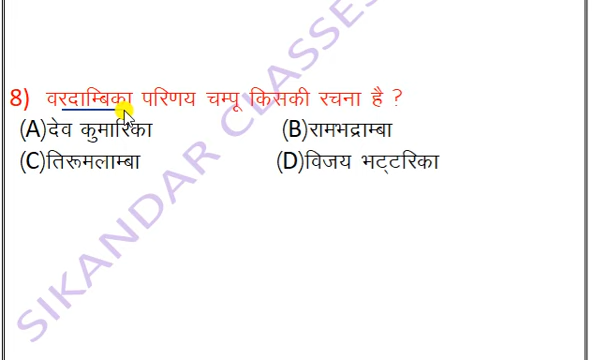 8) वरदाम्बिका परिणय चम्पू किसकी रचना है ?
(A)देव कुमारिका (B)रामभद्राम्बा
(C)तिरूमलाम्बा (D)विजय भट्टरिका
SIKANDAR CLASSES